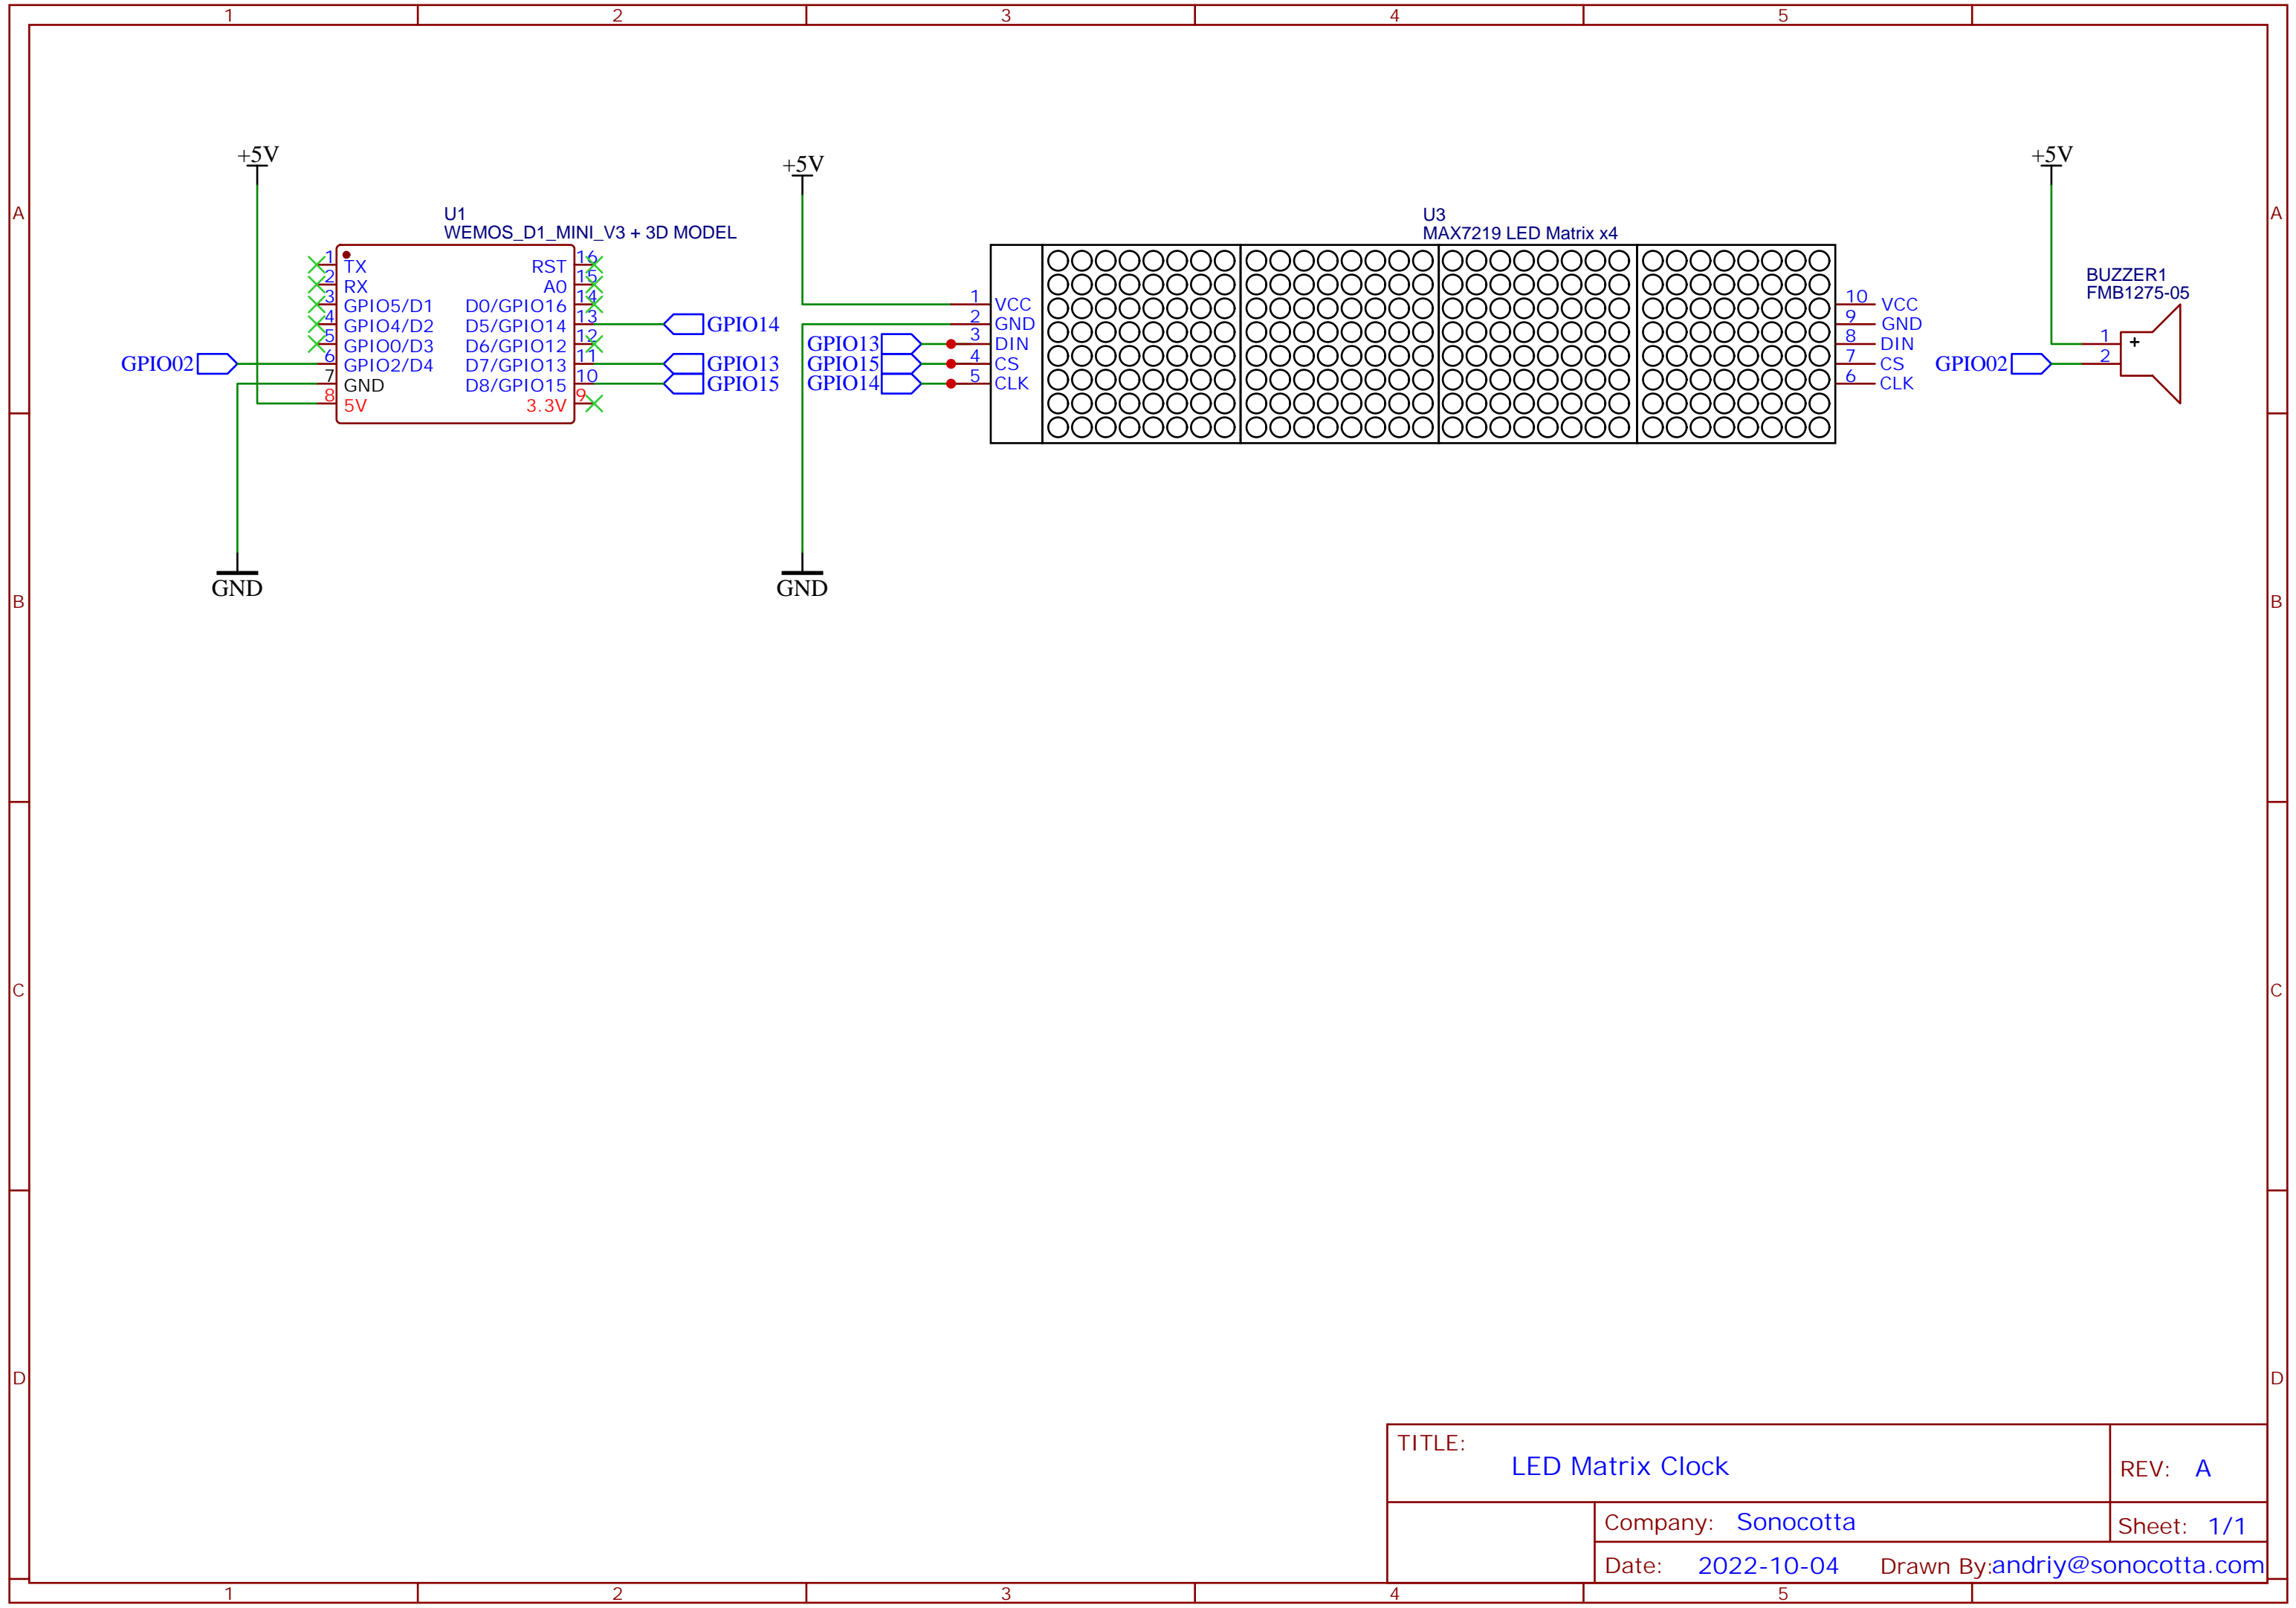 1 2 3 4 5
A A
B B
C C
D D
+5V
U1
WEMOS_D1_MINI_V3 + 3D MODEL
1 TX
2 RX
3 GPIO5/D1
4 GPIO4/D2
5 GPIO0/D3
6 GPIO2/D4
7 GND
8 5V
RST 16
A0 15
D0/GPIO16 14
D5/GPIO14 13
D6/GPIO12 12
D7/GPIO13 11
D8/GPIO15 10
3.3V 9
GPIO02
GND
GPIO14
GPIO13
GPIO15
+5V
U3
MAX7219 LED Matrix x4
1 VCC
2 GND
GPIO13 3 DIN
GPIO15 4 CS
GPIO14 5 CLK
GND
10 VCC
9 GND
8 DIN
7 CS
6 CLK
+5V
BUZZER1
FMB1275-05
1 +
GPIO02 2
TITLE:
LED Matrix Clock
REV: A
Company: Sonocotta
Sheet: 1/1
Date: 2022-10-04 Drawn By:andriy@sonocotta.com
1 2 3 4 5